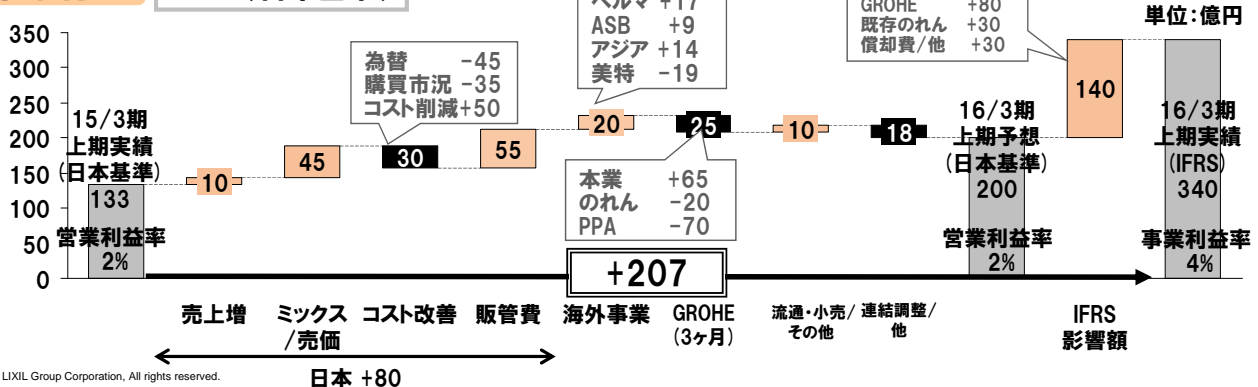 単位:億円
ペルマ +17
ASB +9
アジア +14
美特 -19
GROHE +80
既存のれん +30
償却費/他 +30
為替 -45
購買市況 -35
コスト削減+50
350
300
250
200
150
100
50
0
15/3期
上期実績
(日本基準)
133
営業利益率
2%
10
45
30
55
20
25
10
18
16/3期
上期予想
(日本基準)
200
営業利益率
2%
140
16/3期
上期実績
(IFRS)
340
事業利益率
4%
本業 +65
のれん -20
PPA -70
+207
売上増
ミックス
/売価
コスト改善
販管費
海外事業
GROHE
(3ヶ月)
流通・小売/
その他
連結調整/
他
IFRS
影響額
日本 +80
LIXIL Group Corporation, All rights reserved.